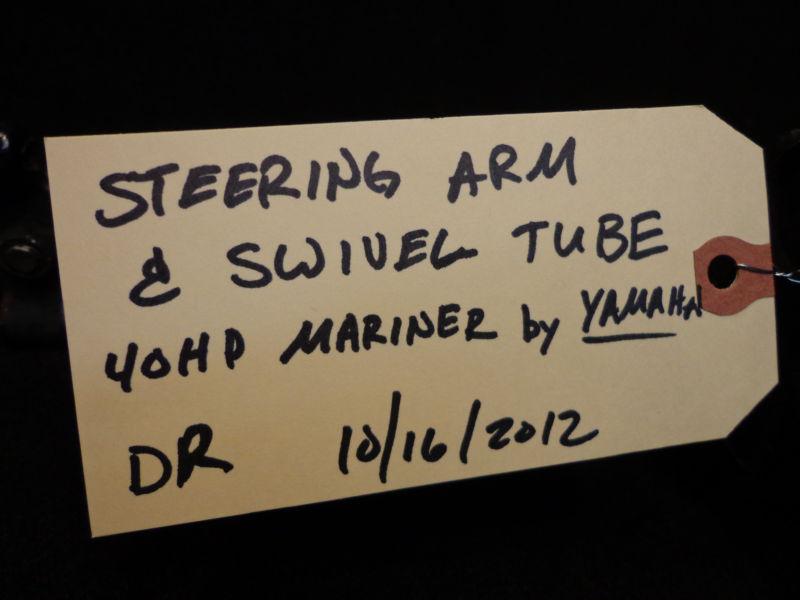 STEERING ARM
& SWIVEL TUBE
40HP MARINER by YAMAHA
DR 10/16/2012